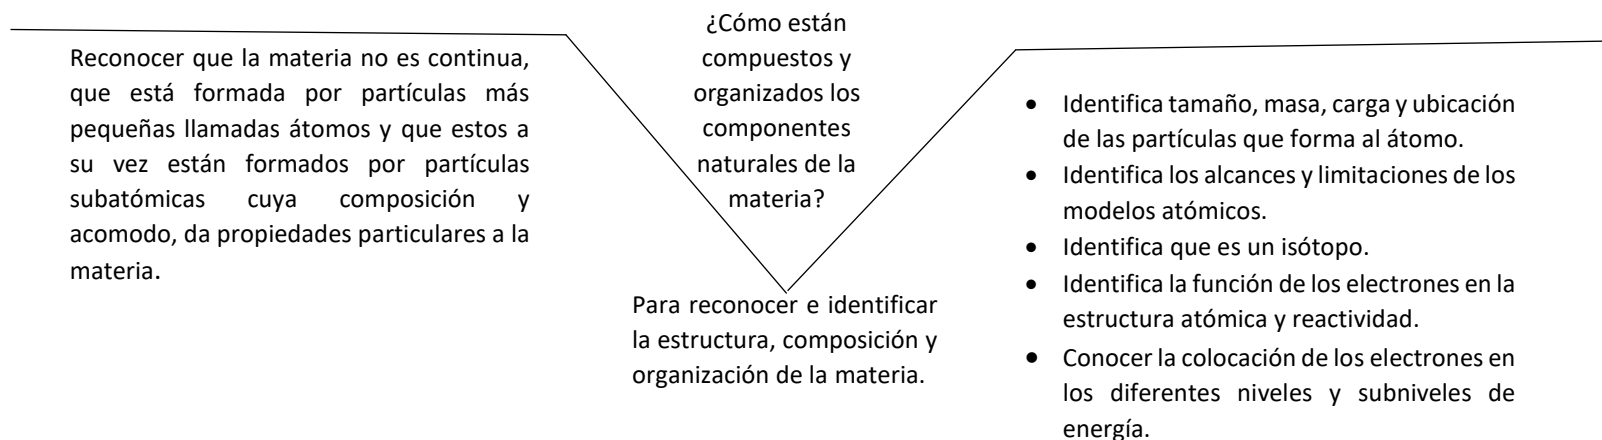 ¿Cómo están
compuestos y
organizados los
componentes
naturales de la
materia?
Reconocer que la materia no es continua,
que está formada por partículas más
pequeñas llamadas átomos y que estos a
su vez están formados por partículas
subatómicas cuya composición y
acomodo, da propiedades particulares a la
materia.
Para reconocer e identificar
la estructura, composición y
organización de la materia.
• Identifica tamaño, masa, carga y ubicación
de las partículas que forma al átomo.
• Identifica los alcances y limitaciones de los
modelos atómicos.
• Identifica que es un isótopo.
• Identifica la función de los electrones en la
estructura atómica y reactividad.
• Conocer la colocación de los electrones en
los diferentes niveles y subniveles de
energía.